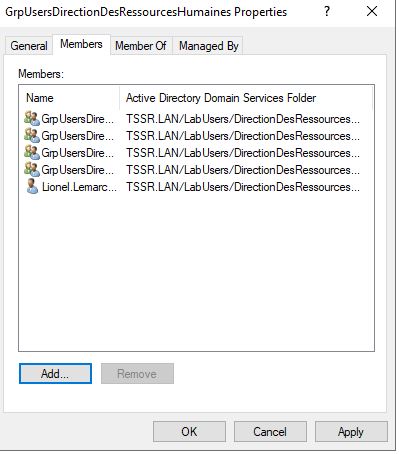 GrpUsersDirectionDesRessourcesHumaines Properties
General Members Member Of Managed By
Members:
Name Active Directory Domain Services Folder
GrpUsersDire... TSSR.LAN/LabUsers/DirectionDesRessources...
GrpUsersDire... TSSR.LAN/LabUsers/DirectionDesRessources...
GrpUsersDire... TSSR.LAN/LabUsers/DirectionDesRessources...
GrpUsersDire... TSSR.LAN/LabUsers/DirectionDesRessources...
Lionel.Lemarc... TSSR.LAN/LabUsers/DirectionDesRessources...
Add... Remove
OK Cancel Apply